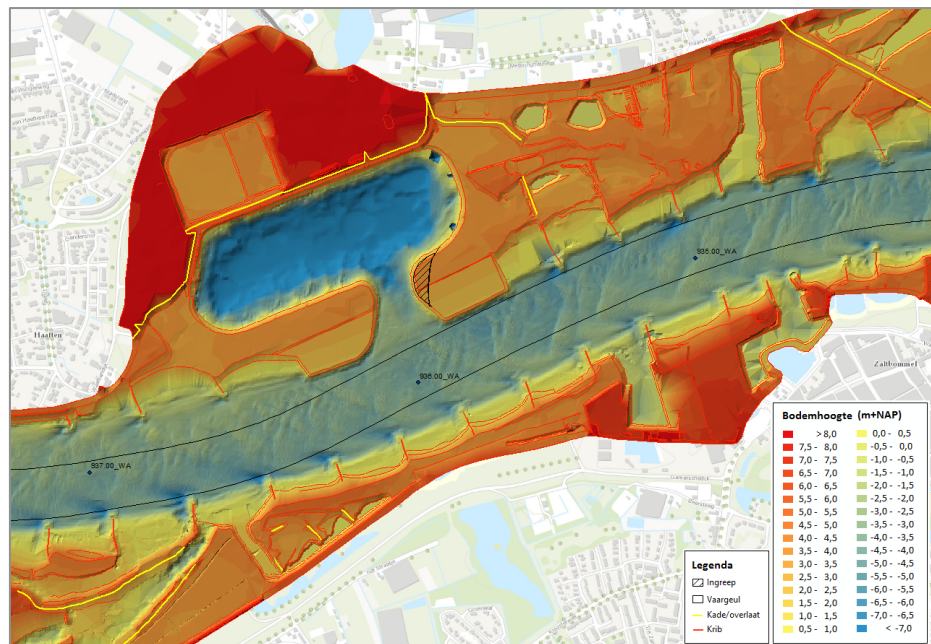 Haaften
Zaltbommel
935.00_WA
936.00_WA
937.00_WA
Legenda
Ingreep
Vaargeul
Kade/overlaat
Krib
Bodemhoogte (m+NAP)
> 8,0
7,5 - 8,0
7,0 - 7,5
6,5 - 7,0
6,0 - 6,5
5,5 - 6,0
5,0 - 5,5
4,5 - 5,0
4,0 - 4,5
3,5 - 4,0
3,0 - 3,5
2,5 - 3,0
2,0 - 2,5
1,5 - 2,0
1,0 - 1,5
0,5 - 1,0
0,0 - 0,5
-0,5 - 0,0
-1,0 - -0,5
-1,5 - -1,0
-2,0 - -1,5
-2,5 - -2,0
-3,0 - -2,5
-3,5 - -3,0
-4,0 - -3,5
-4,5 - -4,0
-5,0 - -4,5
-5,5 - -5,0
-6,0 - -5,5
-6,5 - -6,0
-7,0 - -6,5
< -7,0